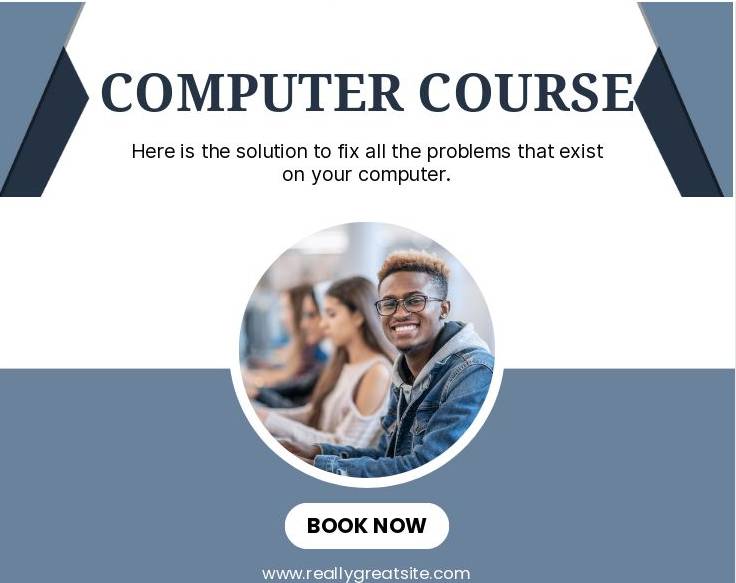 COMPUTER COURSE
Here is the solution to fix all the problems that exist
on your computer.
BOOK NOW
www.reallygreatsite.com